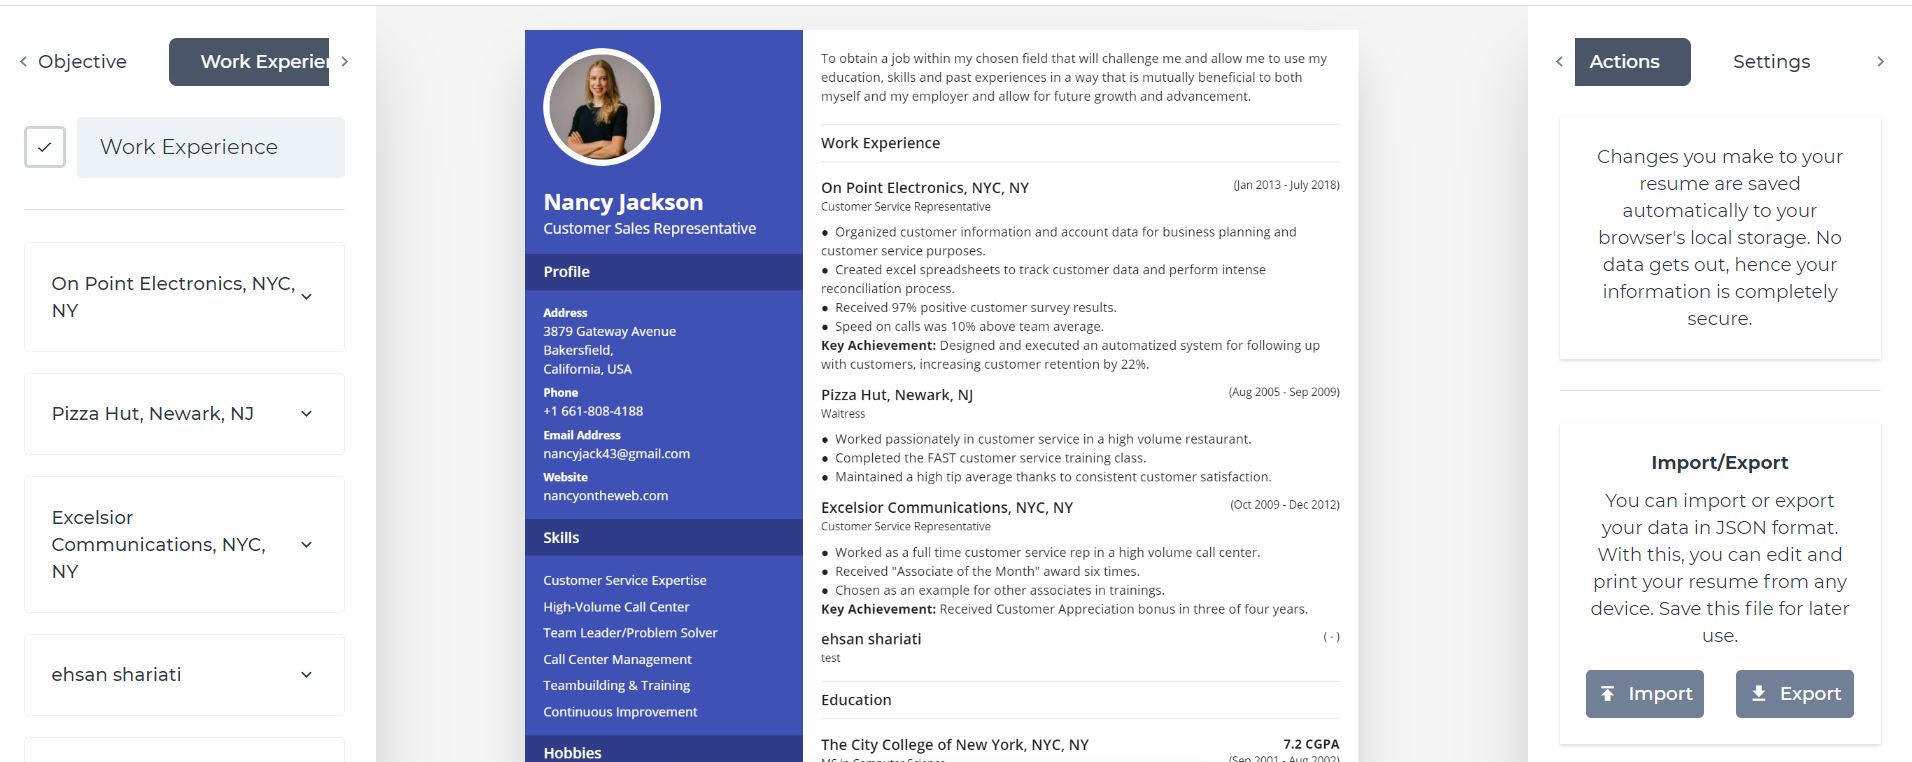 Objective
Work Experier
Work Experience
On Point Electronics, NYC,
NY
Pizza Hut, Newark, NJ
Excelsior
Communications, NYC,
NY
ehsan shariati
Nancy Jackson
Customer Sales Representative
Profile
Address
3879 Gateway Avenue
Bakersfield,
California, USA
Phone
+1 661-808-4188
Email Address
nancyjack43@gmail.com
Website
nancyontheweb.com
Skills
Customer Service Expertise
High-Volume Call Center
Team Leader/Problem Solver
Call Center Management
Teambuilding & Training
Continuous Improvement
Hobbies
To obtain a job within my chosen field that will challenge me and allow me to use my
education, skills and past experiences in a way that is mutually beneficial to both
myself and my employer and allow for future growth and advancement.
Work Experience
On Point Electronics, NYC, NY (Jan 2013 - July 2018)
Customer Service Representative
● Organized customer information and account data for business planning and
customer service purposes.
● Created excel spreadsheets to track customer data and perform intense
reconciliation process.
● Received 97% positive customer survey results.
● Speed on calls was 10% above team average.
Key Achievement: Designed and executed an automatized system for following up
with customers, increasing customer retention by 22%.
Pizza Hut, Newark, NJ (Aug 2005 - Sep 2009)
Waitress
● Worked passionately in customer service in a high volume restaurant.
● Completed the FAST customer service training class.
● Maintained a high tip average thanks to consistent customer satisfaction.
Excelsior Communications, NYC, NY (Oct 2009 - Dec 2012)
Customer Service Representative
● Worked as a full time customer service rep in a high volume call center.
● Received "Associate of the Month" award six times.
● Chosen as an example for other associates in trainings.
Key Achievement: Received Customer Appreciation bonus in three of four years.
ehsan shariati ( - )
test
Education
The City College of New York, NYC, NY 7.2 CGPA
MS in Computer Science (Sep 2001 - Aug 2002)
Actions
Settings
Changes you make to your
resume are saved
automatically to your
browser's local storage. No
data gets out, hence your
information is completely
secure.
Import/Export
You can import or export
your data in JSON format.
With this, you can edit and
print your resume from any
device. Save this file for later
use.
Import
Export